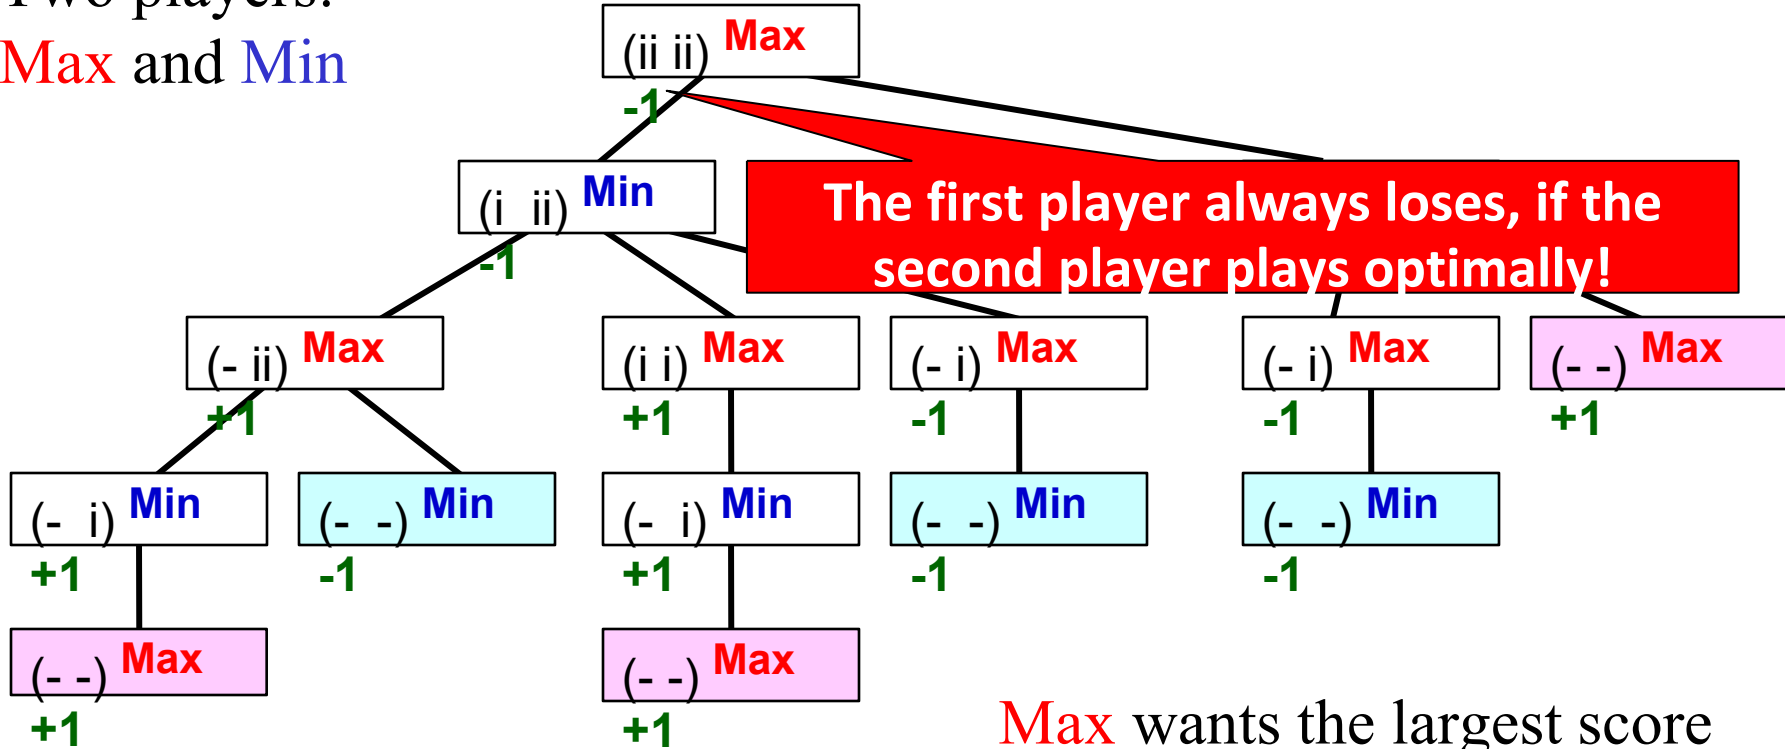 Two players:
Max and Min
(ii ii) Max
-1
(i ii) Min
-1
The first player always loses, if the
second player plays optimally!
(- ii) Max
+1
(i i) Max
+1
(- i) Max
-1
(- i) Max
-1
(- -) Max
+1
(- i) Min
+1
(- -) Min
-1
(- i) Min
+1
(- -) Min
-1
(- -) Min
-1
(- -) Max
+1
(- -) Max
+1
Max wants the largest score